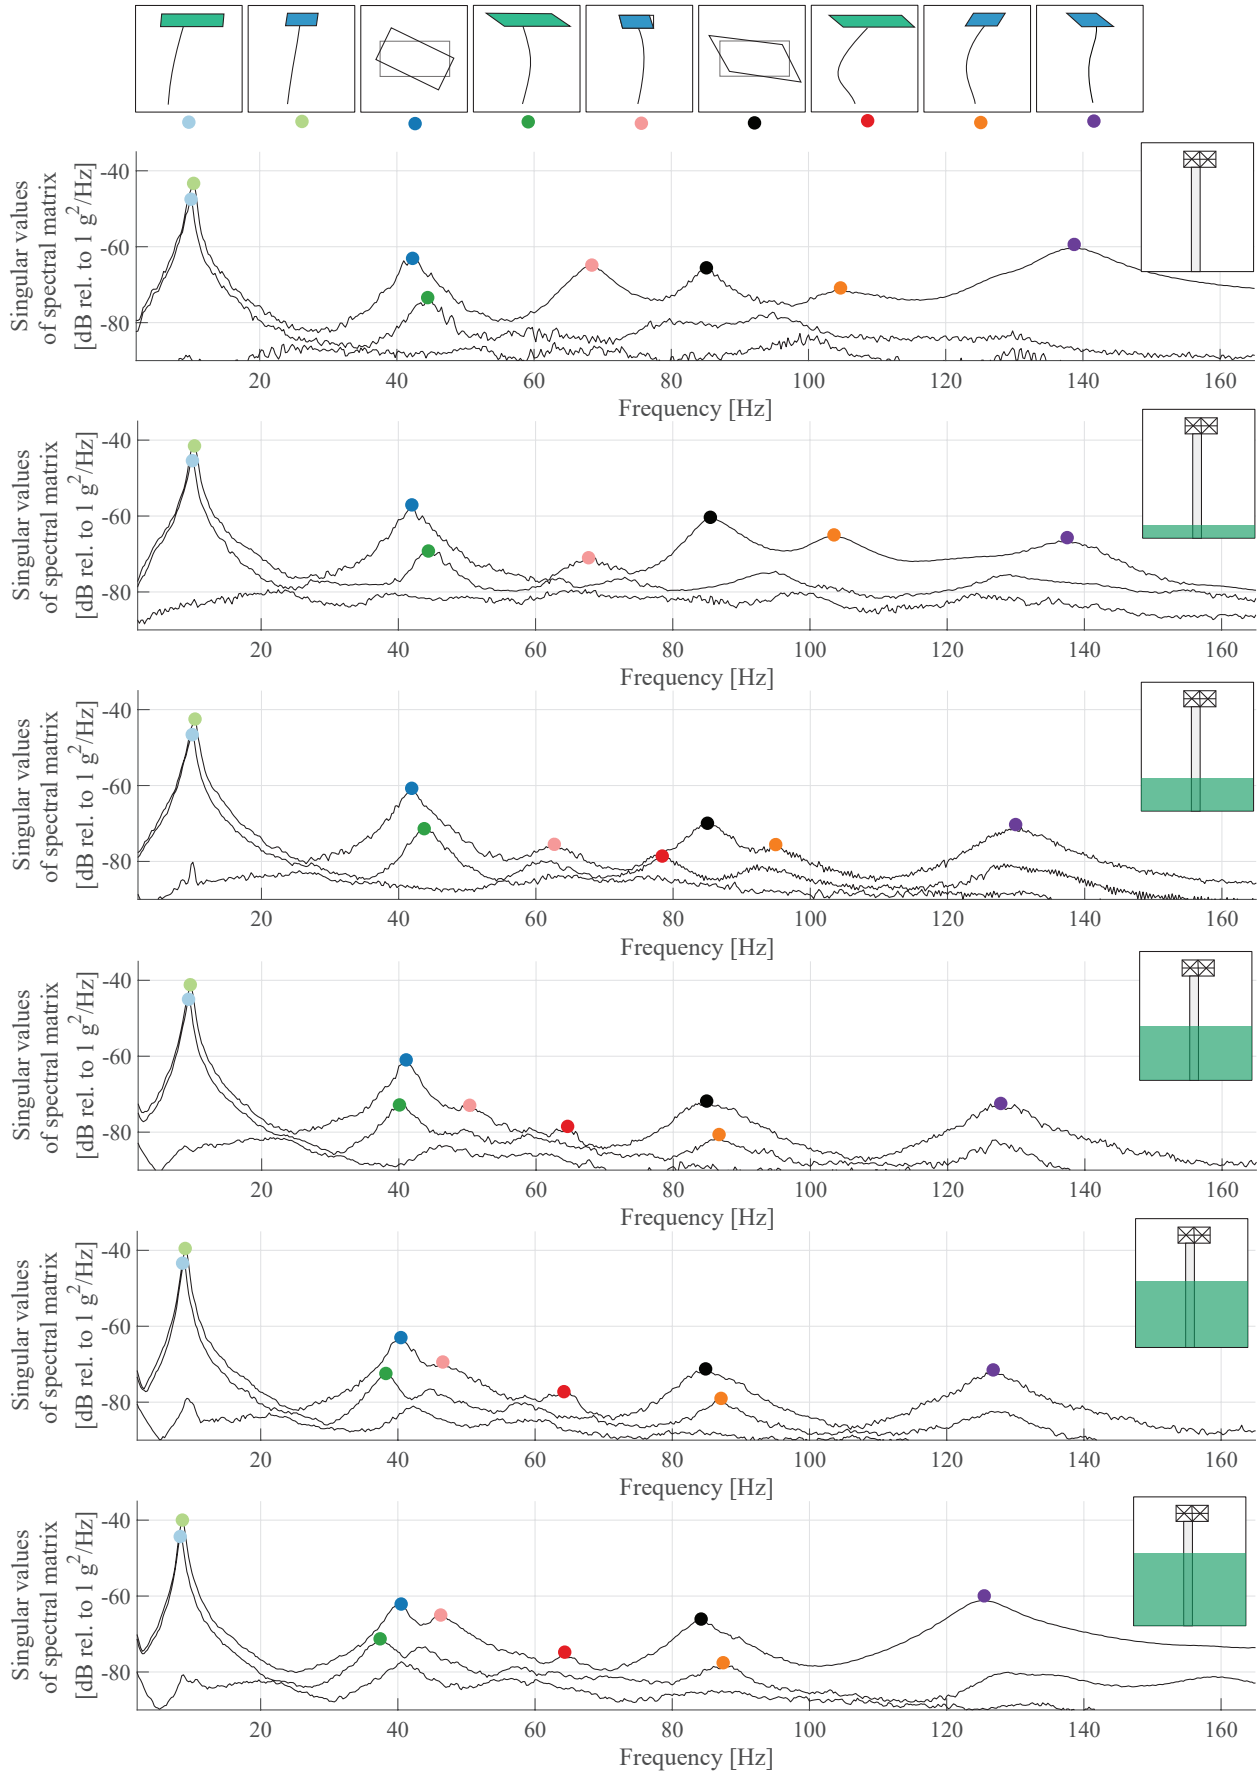 Singular values
of spectral matrix
[dB rel. to 1 g²/Hz]
-40
-60
-80
20 40 60 80 100 120 140 160
Frequency [Hz]
Singular values
of spectral matrix
[dB rel. to 1 g²/Hz]
-40
-60
-80
20 40 60 80 100 120 140 160
Frequency [Hz]
Singular values
of spectral matrix
[dB rel. to 1 g²/Hz]
-40
-60
-80
20 40 60 80 100 120 140 160
Frequency [Hz]
Singular values
of spectral matrix
[dB rel. to 1 g²/Hz]
-40
-60
-80
20 40 60 80 100 120 140 160
Frequency [Hz]
Singular values
of spectral matrix
[dB rel. to 1 g²/Hz]
-40
-60
-80
20 40 60 80 100 120 140 160
Frequency [Hz]
Singular values
of spectral matrix
[dB rel. to 1 g²/Hz]
-40
-60
-80
20 40 60 80 100 120 140 160
Frequency [Hz]